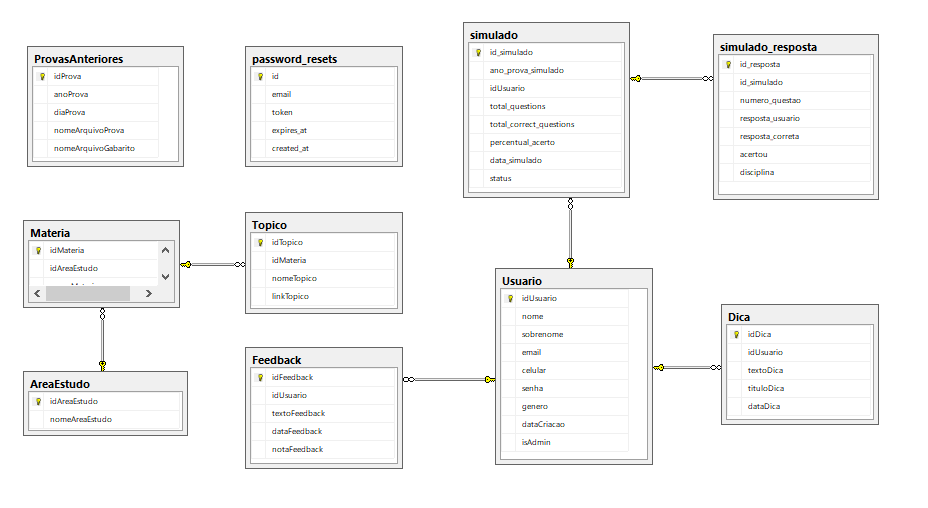 ProvasAnteriores
idProva
anoProva
diaProva
nomeArquivoProva
nomeArquivoGabarito
password_resets
id
email
token
expires_at
created_at
simulado
id_simulado
ano_prova_simulado
idUsuario
total_questions
total_correct_questions
percentual_acerto
data_simulado
status
simulado_resposta
id_resposta
id_simulado
numero_questao
resposta_usuario
resposta_correta
acertou
disciplina
Materia
idMateria
idAreaEstudo
Topico
idTopico
idMateria
nomeTopico
linkTopico
Usuario
idUsuario
nome
sobrenome
email
celular
senha
genero
dataCriacao
isAdmin
Dica
idDica
idUsuario
textoDica
tituloDica
dataDica
Feedback
idFeedback
idUsuario
textoFeedback
dataFeedback
notaFeedback
AreaEstudo
idAreaEstudo
nomeAreaEstudo